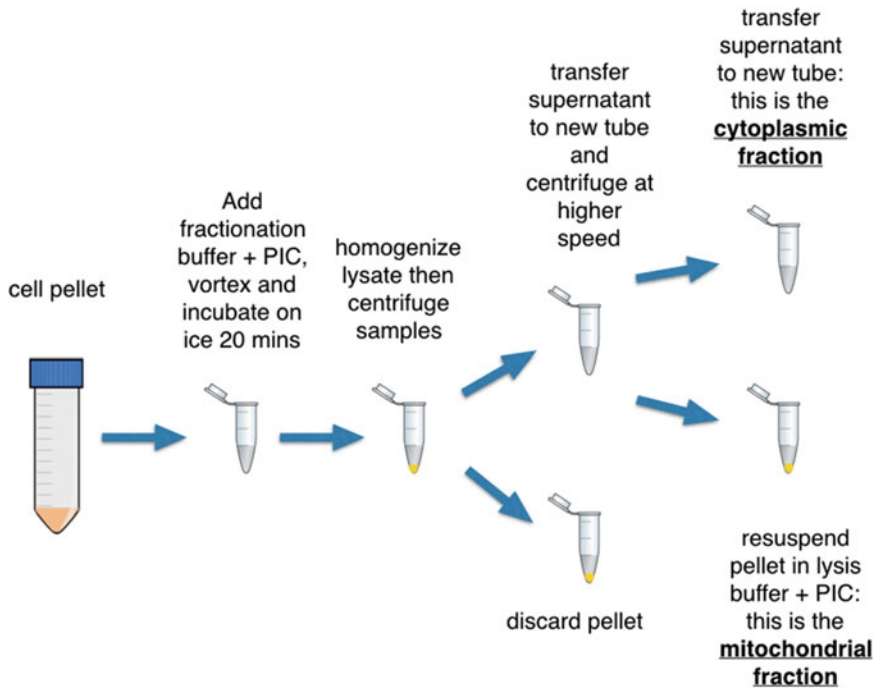 cell pellet
Add
fractionation
buffer + PIC,
vortex and
incubate on
ice 20 mins
homogenize
lysate then
centrifuge
samples
transfer
supernatant
to new tube
and
centrifuge at
higher
speed
discard pellet
transfer
supernatant
to new tube:
this is the
cytoplasmic
fraction
resuspend
pellet in lysis
buffer + PIC:
this is the
mitochondrial
fraction